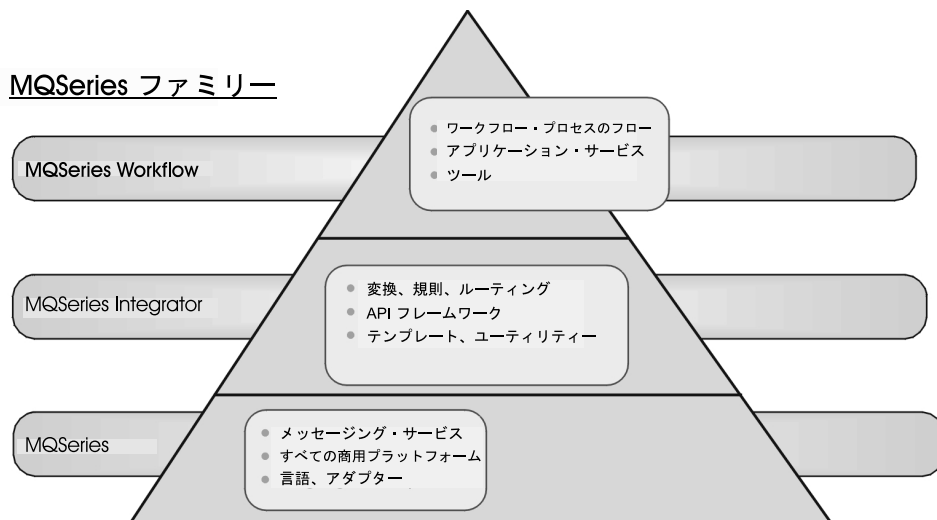 MQSeries ファミリー
MQSeries Workflow
● ワークフロー・プロセスのフロー
● アプリケーション・サービス
● ツール
MQSeries Integrator
● 変換、規則、ルーティング
● API フレームワーク
● テンプレート、ユーティリティー
MQSeries
● メッセージング・サービス
● すべての商用プラットフォーム
● 言語、アダプター